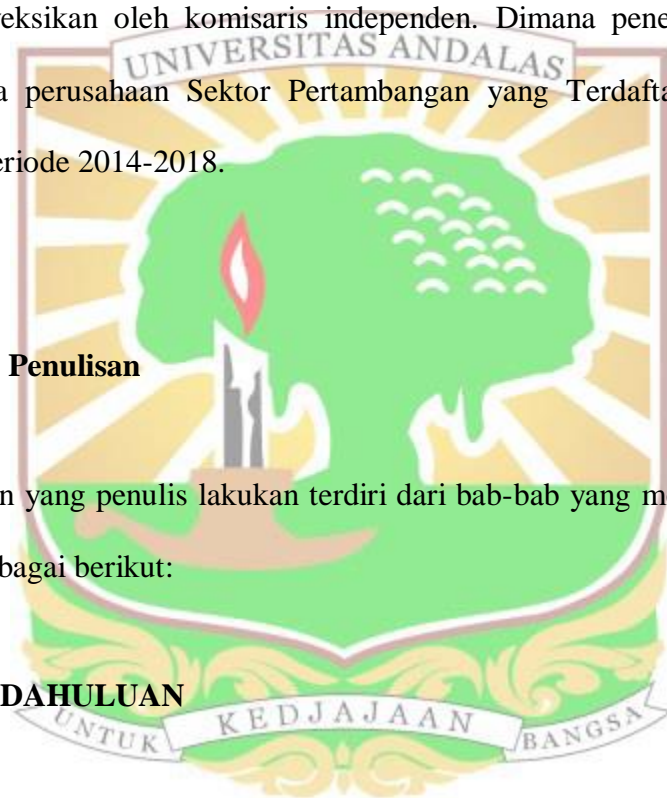 eksikan oleh komisaris independen. Dimana pene
UNIVERSITAS ANDALAS
a perusahaan Sektor Pertambangan yang Terdafta
eriode 2014-2018.
Penulisan
n yang penulis lakukan terdiri dari bab-bab yang m
bagai berikut:
DAHULUAN
UNTUK KEDJAJAAN BANGSA